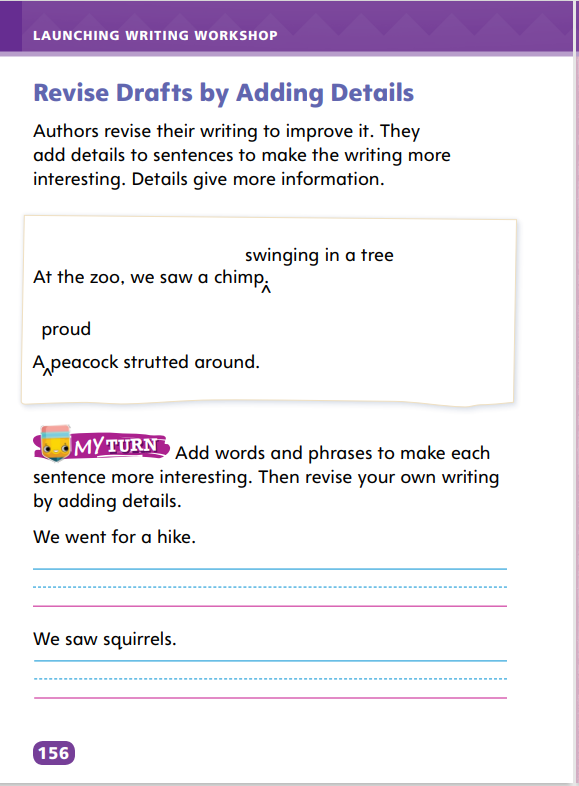 LAUNCHING WRITING WORKSHOP
Revise Drafts by Adding Details
Authors revise their writing to improve it. They
add details to sentences to make the writing more
interesting. Details give more information.
swinging in a tree
At the zoo, we saw a chimp.
^
proud
A peacock strutted around.
^
MY TURN Add words and phrases to make each
sentence more interesting. Then revise your own writing
by adding details.
We went for a hike.
We saw squirrels.
156